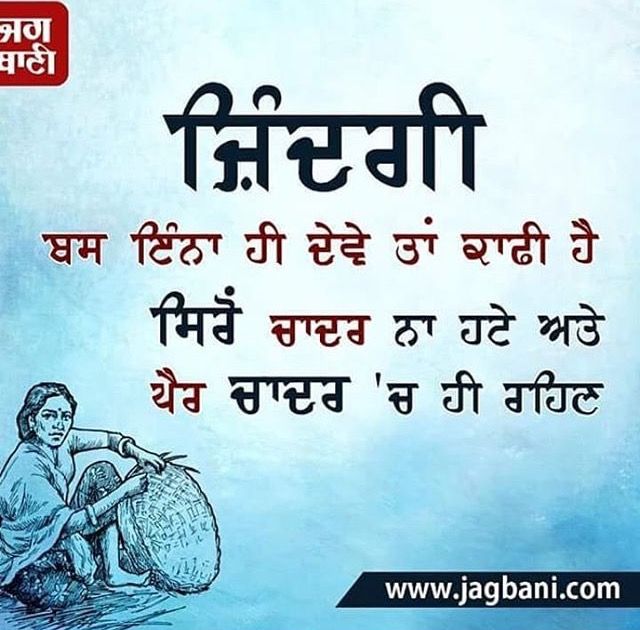 ਜਗ
ਬਾਣੀ
ਜ਼ਿੰਦਗੀ
ਬਸ ਇੰਨਾ ਹੀ ਦੇਵੇ ਤਾਂ ਕਾਫੀ ਹੈ
ਸਿਰੋਂ ਚਾਦਰ ਨਾ ਹਟੇ ਅਤੇ
ਪੈਰ ਚਾਦਰ 'ਚ ਹੀ ਰਹਿਣ
www.jagbani.com